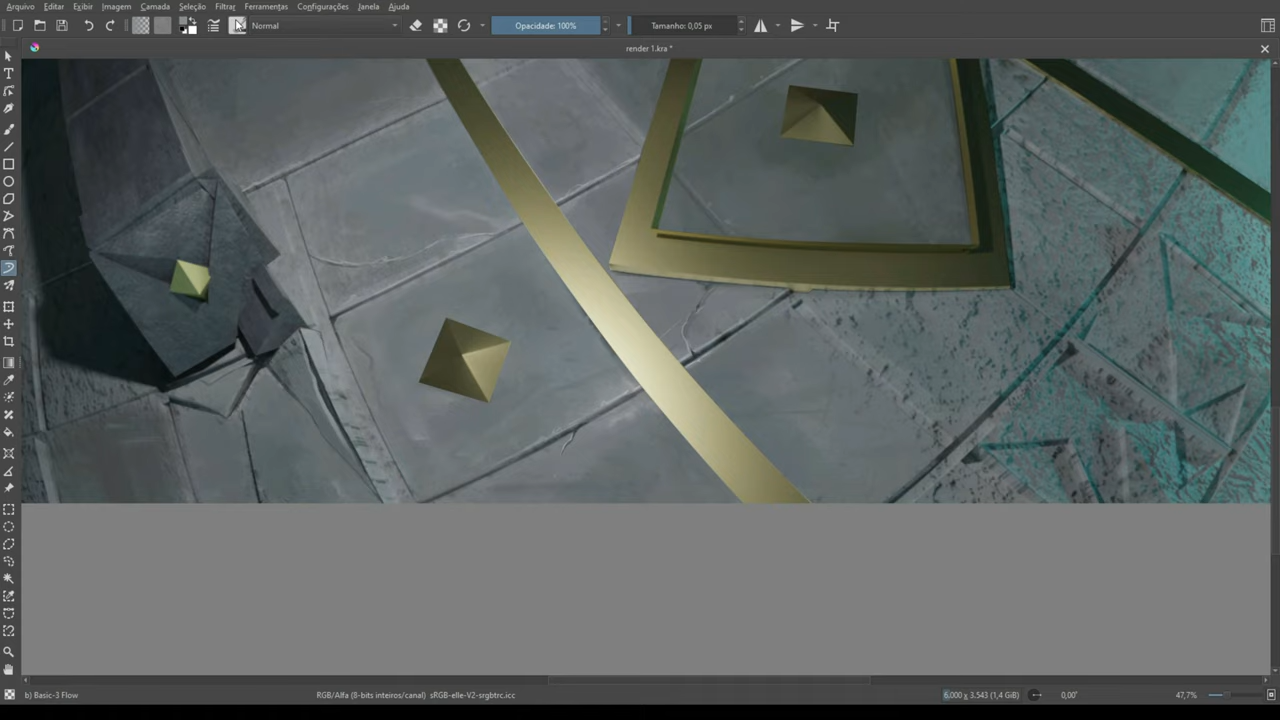 Arquivo Editar Exibir Imagem Camada Seleção Filtrar Ferramentas Configurações Janela Ajuda
Normal Opacidade: 100% Tamanho: 0,05 px
render 1.kra *
b) Basic-3 Flow RGB/Alfa (8-bits inteiros/canal) sRGB-elle-V2-srgbtrc.icc 6.000 x 3.543 (1,4 GiB) 0,00° 47,7%